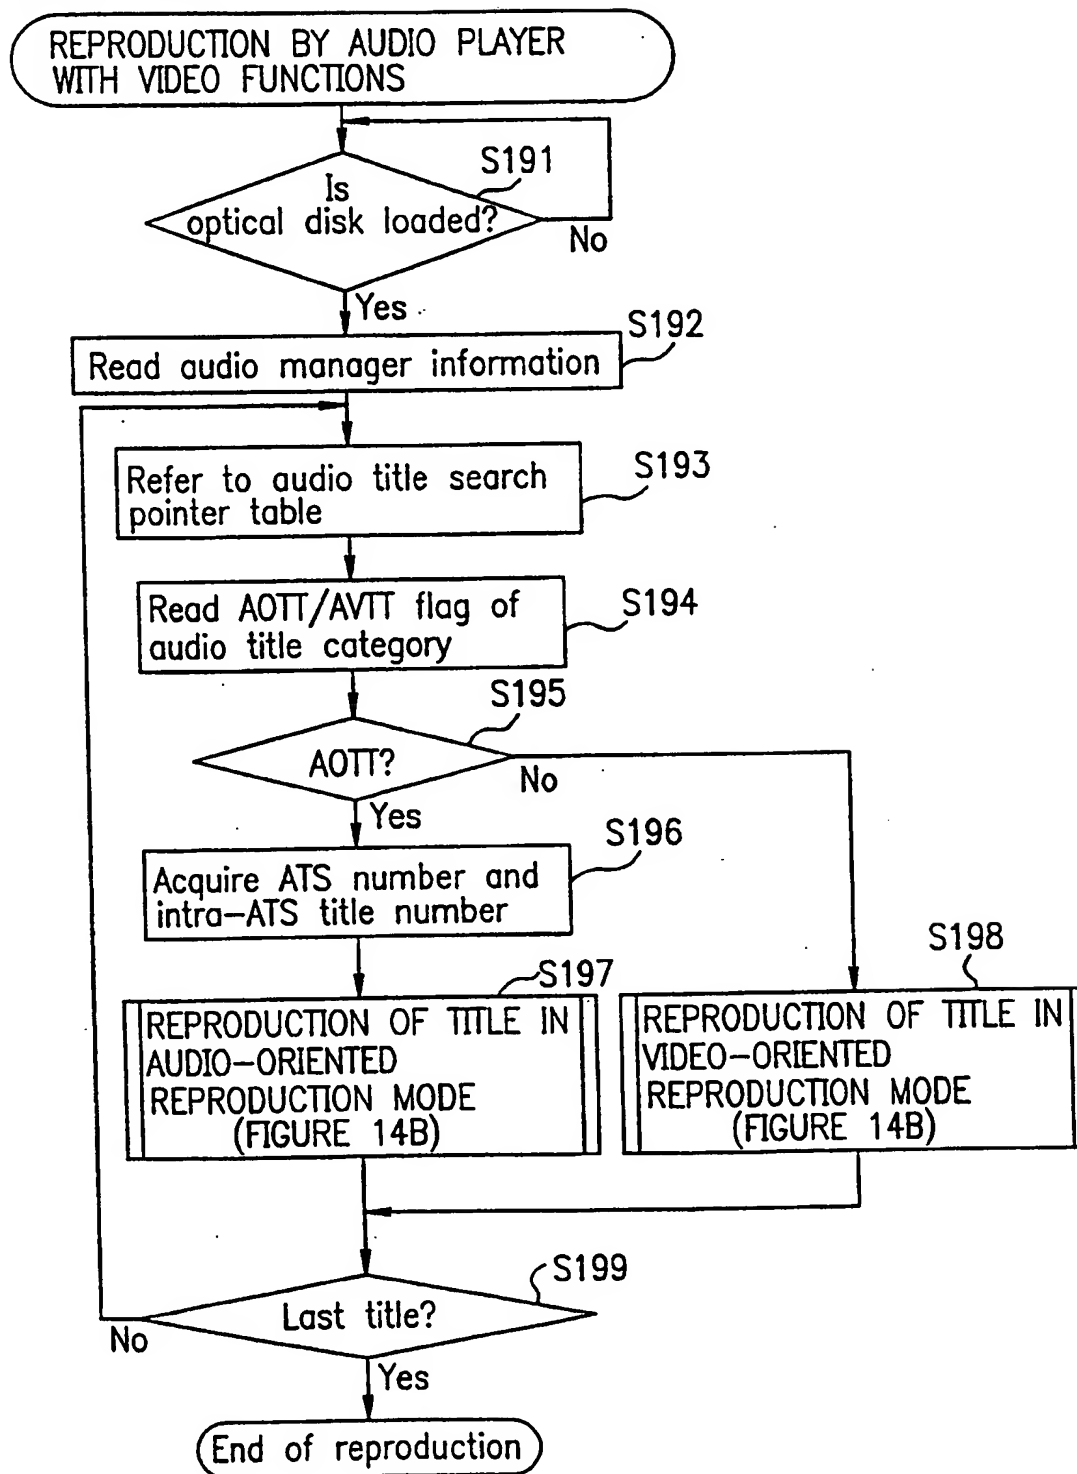 REPRODUCTION BY AUDIO PLAYER
WITH VIDEO FUNCTIONS
S191
Is
optical disk loaded?
No
Yes
S192
Read audio manager information
S193
Refer to audio title search
pointer table
S194
Read AOTT/AVTT flag of
audio title category
S195
AOTT?
No
Yes
S196
Acquire ATS number and
intra-ATS title number
S197
REPRODUCTION OF TITLE IN
AUDIO-ORIENTED
REPRODUCTION MODE
(FIGURE 14B)
S198
REPRODUCTION OF TITLE IN
VIDEO-ORIENTED
REPRODUCTION MODE
(FIGURE 14B)
S199
Last title?
No
Yes
End of reproduction